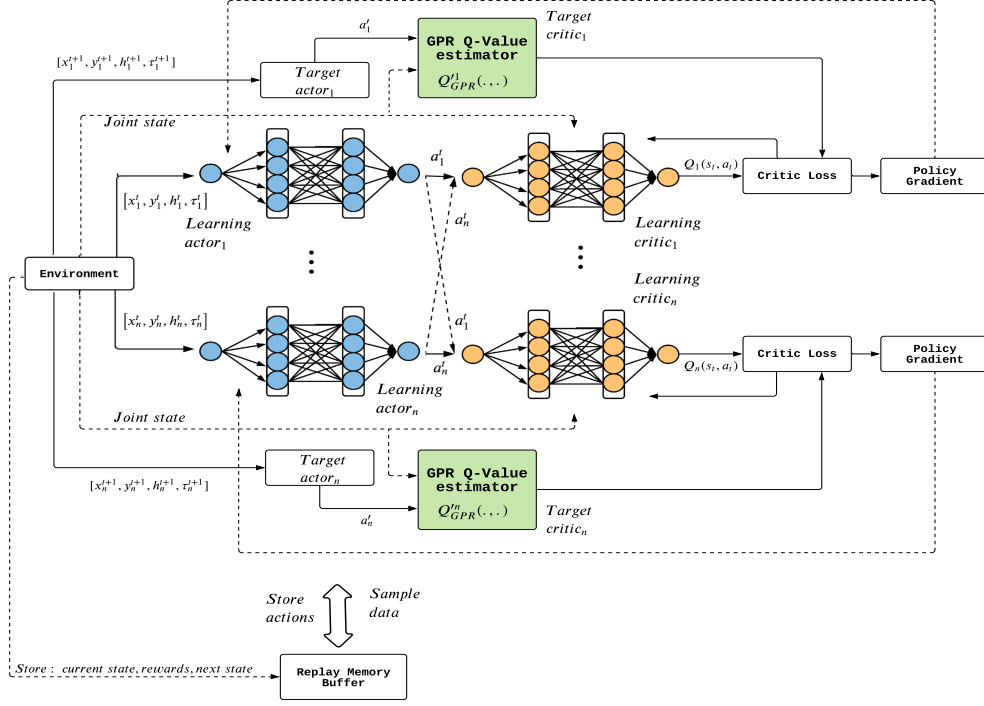 Target
critic₁
a′₁
GPR Q-Value
estimator
Q′¹_GPR(.,.)
[x₁ᵗ⁺¹, y₁ᵗ⁺¹, h₁ᵗ⁺¹, τ₁ᵗ⁺¹]
Target
actor₁
Joint state
a₁ᵗ
Q₁(sₜ, aₜ)
Critic Loss
Policy
Gradient
[x₁ᵗ, y₁ᵗ, h₁ᵗ, τ₁ᵗ]
Learning
actor₁
aₙᵗ
Learning
critic₁
Environment
Learning
criticₙ
[xₙᵗ, yₙᵗ, hₙᵗ, τₙᵗ]
a₁ᵗ
aₙᵗ
Qₙ(sₜ, aₜ)
Critic Loss
Policy
Gradient
Learning
actorₙ
Joint state
Target
actorₙ
GPR Q-Value
estimator
Q′ⁿ_GPR(.,.)
[xₙᵗ⁺¹, yₙᵗ⁺¹, hₙᵗ⁺¹, τₙᵗ⁺¹]
a′ₙ
Target
criticₙ
Store
actions
Sample
data
Store : current state, rewards, next state
Replay Memory
Buffer